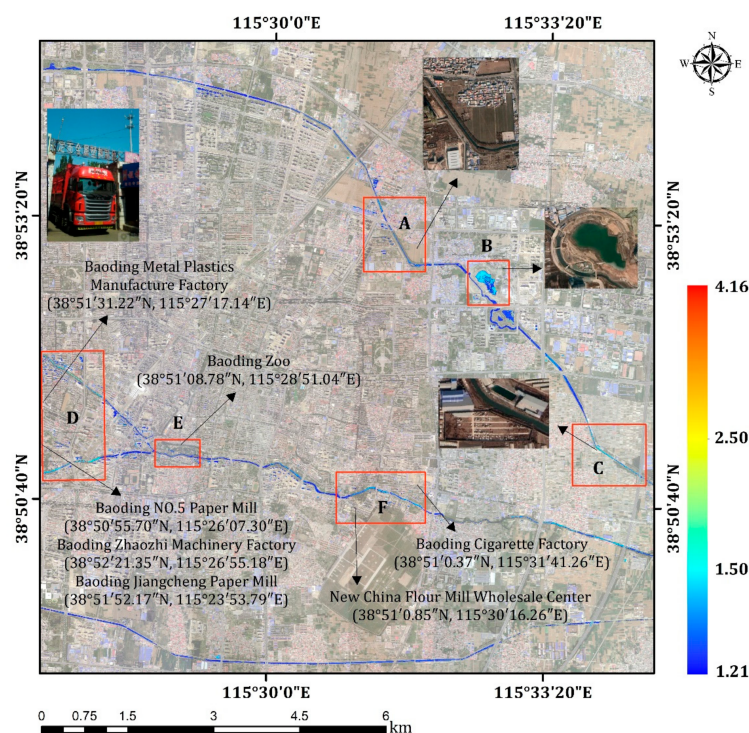 115°30′0″E
115°33′20″E
N
W
E
S
38°53′20″N
38°53′20″N
A
B
Baoding Metal Plastics
Manufacture Factory
(38°51′31.22″N, 115°27′17.14″E)
4.16
Baoding Zoo
(38°51′08.78″N, 115°28′51.04″E)
D
E
2.50
C
38°50′40″N
38°50′40″N
F
Baoding NO.5 Paper Mill
(38°50′55.70″N, 115°26′07.30″E)
Baoding Zhaozhi Machinery Factory
(38°52′21.35″N, 115°26′55.18″E)
Baoding Jiangcheng Paper Mill
(38°51′52.17″N, 115°23′53.79″E)
Baoding Cigarette Factory
(38°51′0.37″N, 115°31′41.26″E)
New China Flour Mill Wholesale Center
(38°51′0.85″N, 115°30′16.26″E)
1.50
1.21
115°30′0″E
115°33′20″E
0 0.75 1.5 3 4.5 6
km